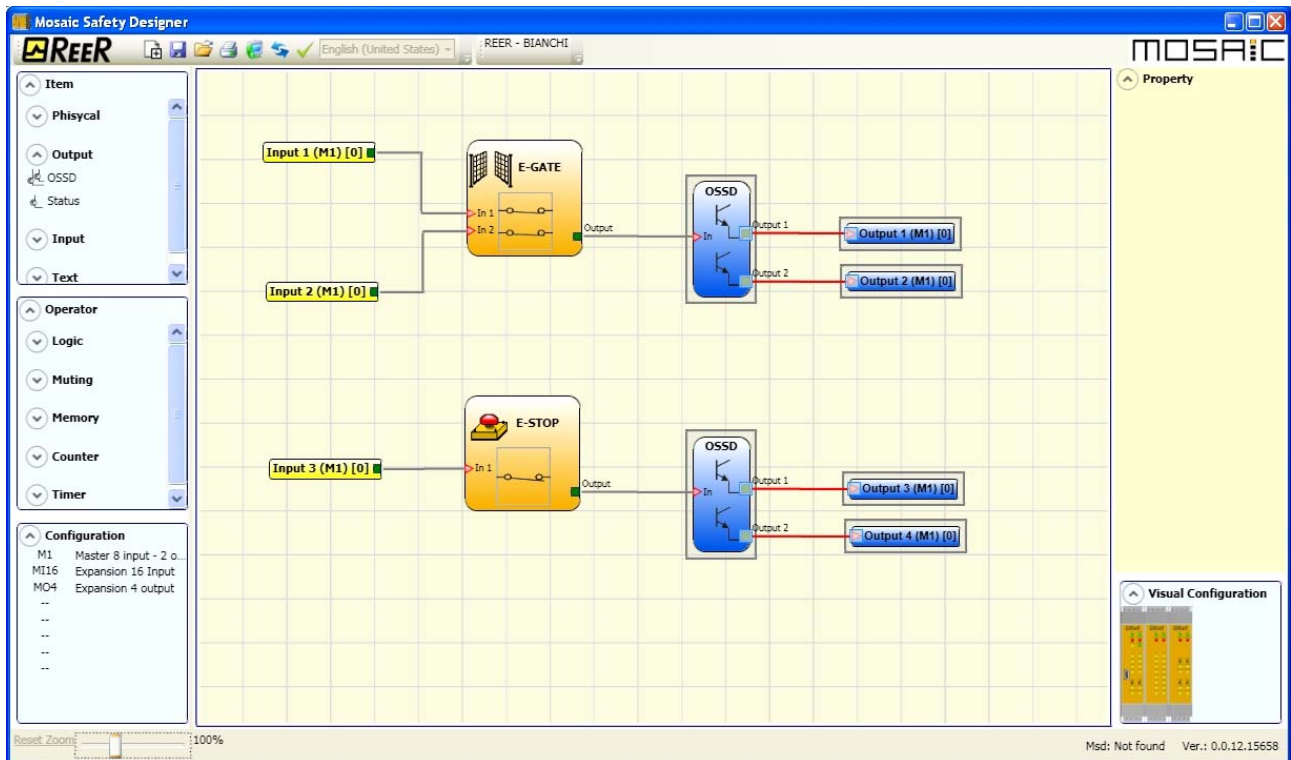 Mosaic Safety Designer
REER
English (United States)
REER - BIANCHI
MOSAIC
Item
Phisycal
Output
OSSD
Status
Input
Text
Operator
Logic
Muting
Memory
Counter
Timer
Configuration
M1 Master 8 input - 2 o...
MI16 Expansion 16 Input
MO4 Expansion 4 output
--
--
--
--
--
Input 1 (M1) [0]
Input 2 (M1) [0]
E-GATE
In 1
In 2
Output
OSSD
In
Output 1
Output 2
Output 1 (M1) [0]
Output 2 (M1) [0]
Input 3 (M1) [0]
E-STOP
In 1
Output
OSSD
In
Output 1
Output 2
Output 3 (M1) [0]
Output 4 (M1) [0]
Property
Visual Configuration
Reset Zoom
100%
Msd: Not found Ver.: 0.0.12.15658